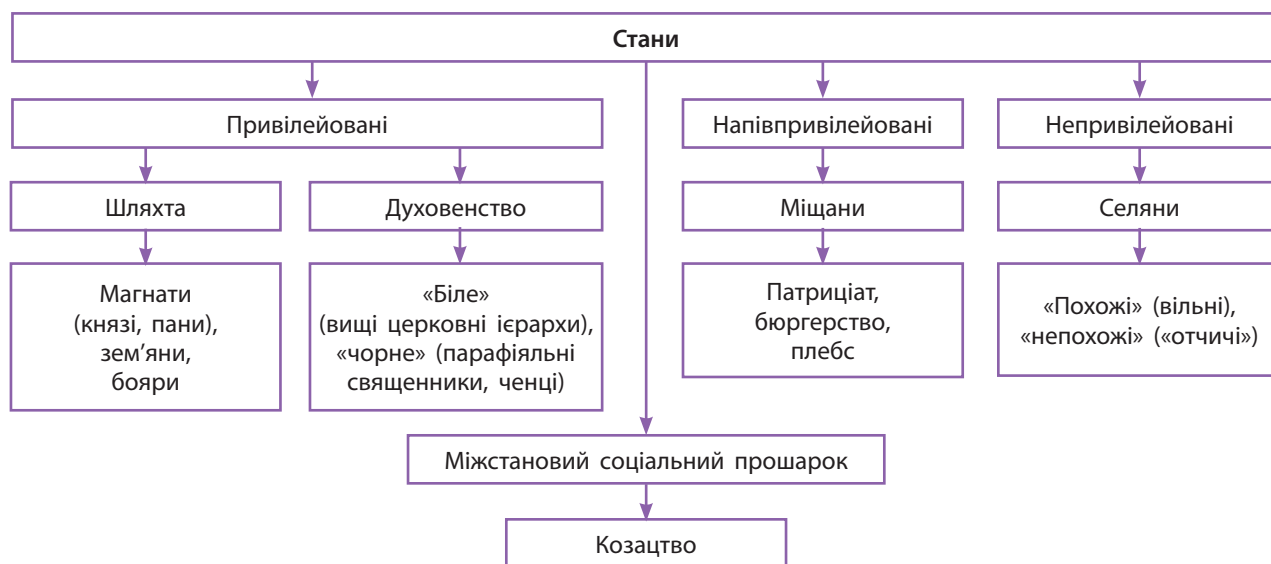 Стани
Привілейовані
Напівпривілейовані
Непривілейовані
Шляхта
Духовенство
Міщани
Селяни
Магнати
(князі, пани),
зем’яни,
бояри
«Біле»
(вищі церковні ієрархи),
«чорне» (парафіяльні
священники, ченці)
Патриціат,
бюргерство,
плебс
«Похожі» (вільні),
«непохожі» («отчичі»)
Міжстановий соціальний прошарок
Козацтво